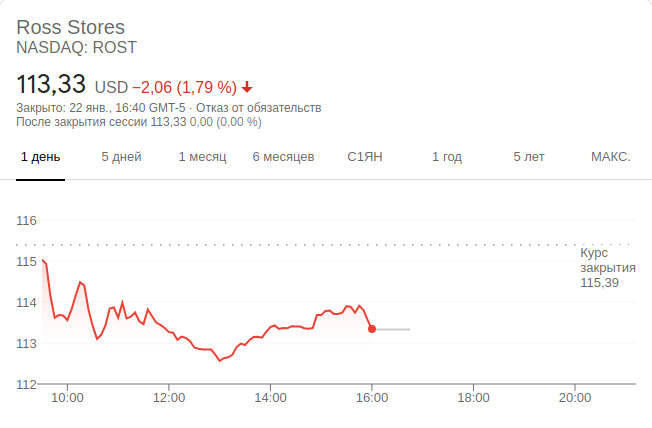 Ross Stores
NASDAQ: ROST
113,33 USD −2,06 (1,79 %)
Закрыто: 22 янв., 16:40 GMT-5 · Отказ от обязательств
После закрытия сессии 113,33 0,00 (0,00 %)
1 день 5 дней 1 месяц 6 месяцев С1ЯН 1 год 5 лет МАКС.
116
Курс
закрытия
115,39
115
114
113
112
10:00 12:00 14:00 16:00 18:00 20:00